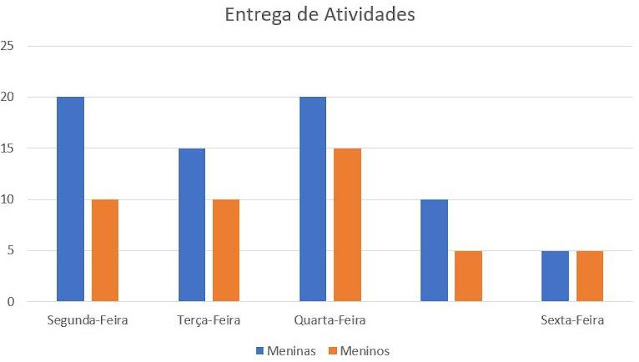 Entrega de Atividades
25
20
15
10
5
0
Segunda-Feira Terça-Feira Quarta-Feira Sexta-Feira
Meninas Meninos